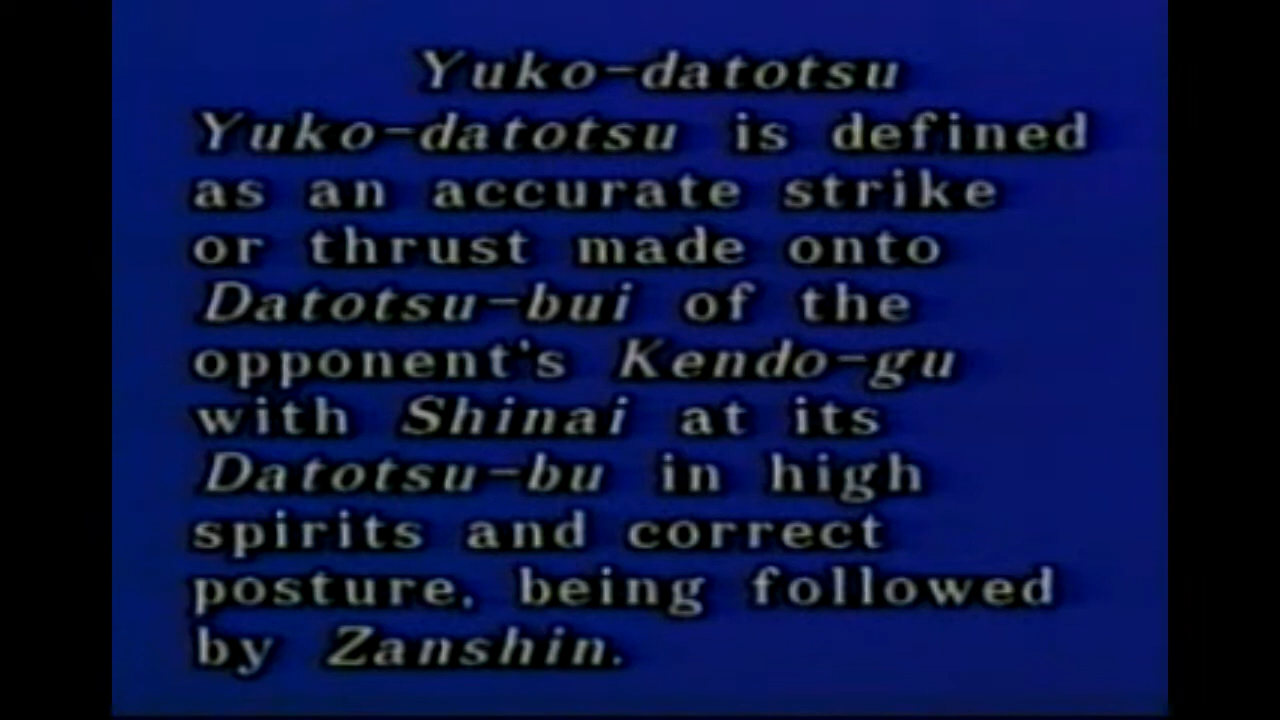 Yuko-datotsu
Yuko-datotsu is defined
as an accurate strike
or thrust made onto
Datotsu-bui of the
opponent's Kendo-gu
with Shinai at its
Datotsu-bu in high
spirits and correct
posture, being followed
by Zanshin.